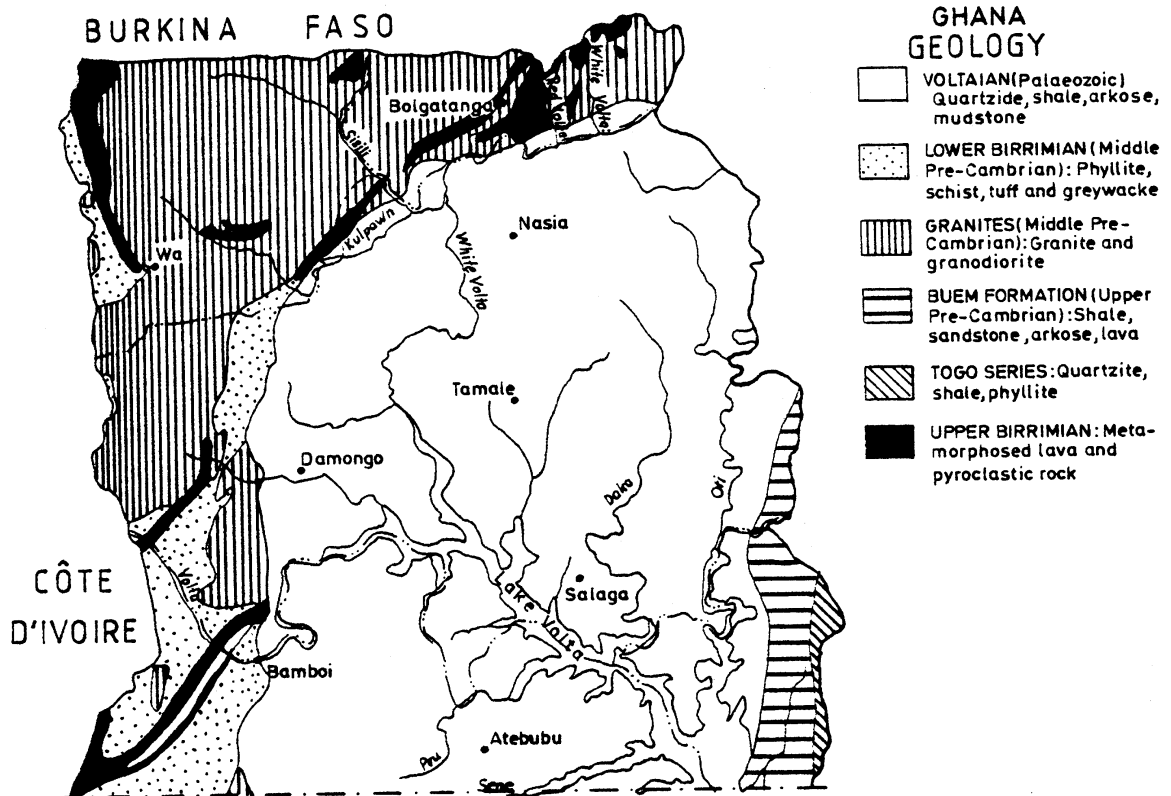 BURKINA FASO
GHANA
GEOLOGY
VOLTAIAN(Palaeozoic)
Quartzide, shale, arkose,
mudstone
LOWER BIRRIMIAN (Middle
Pre-Cambrian): Phyllite,
schist, tuff and greywacke
GRANITES(Middle Pre-
Cambrian): Granite and
granodiorite
BUEM FORMATION (Upper
Pre-Cambrian): Shale,
sandstone, arkose, lava
TOGO SERIES: Quartzite,
shale, phyllite
UPPER BIRRIMIAN: Meta-
morphosed lava and
pyroclastic rock
White Volta
Red Volta
Bolgatanga
Sisili
Kulpawn
Nasia
White Volta
Wa
Tamale
Damongo
Daka
Oti
CÔTE
D'IVOIRE
Volta
Salaga
ake Volta
Bamboi
Atebubu
Pru
Sene